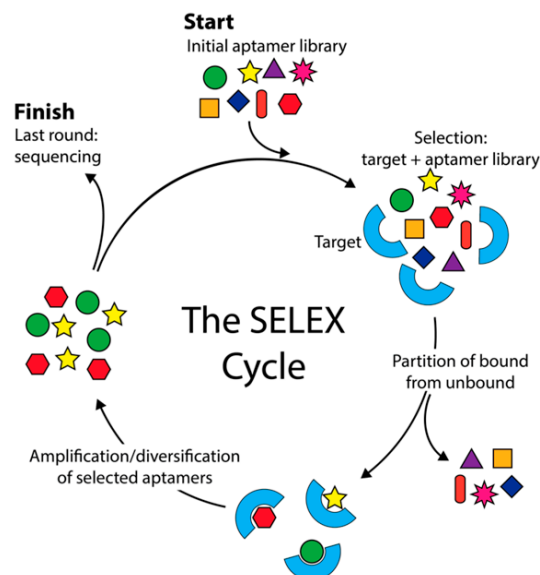 Start
Initial aptamer library
Finish
Last round:
sequencing
Selection:
target + aptamer library
Target
The SELEX
Cycle
Partition of bound
from unbound
Amplification/diversification
of selected aptamers